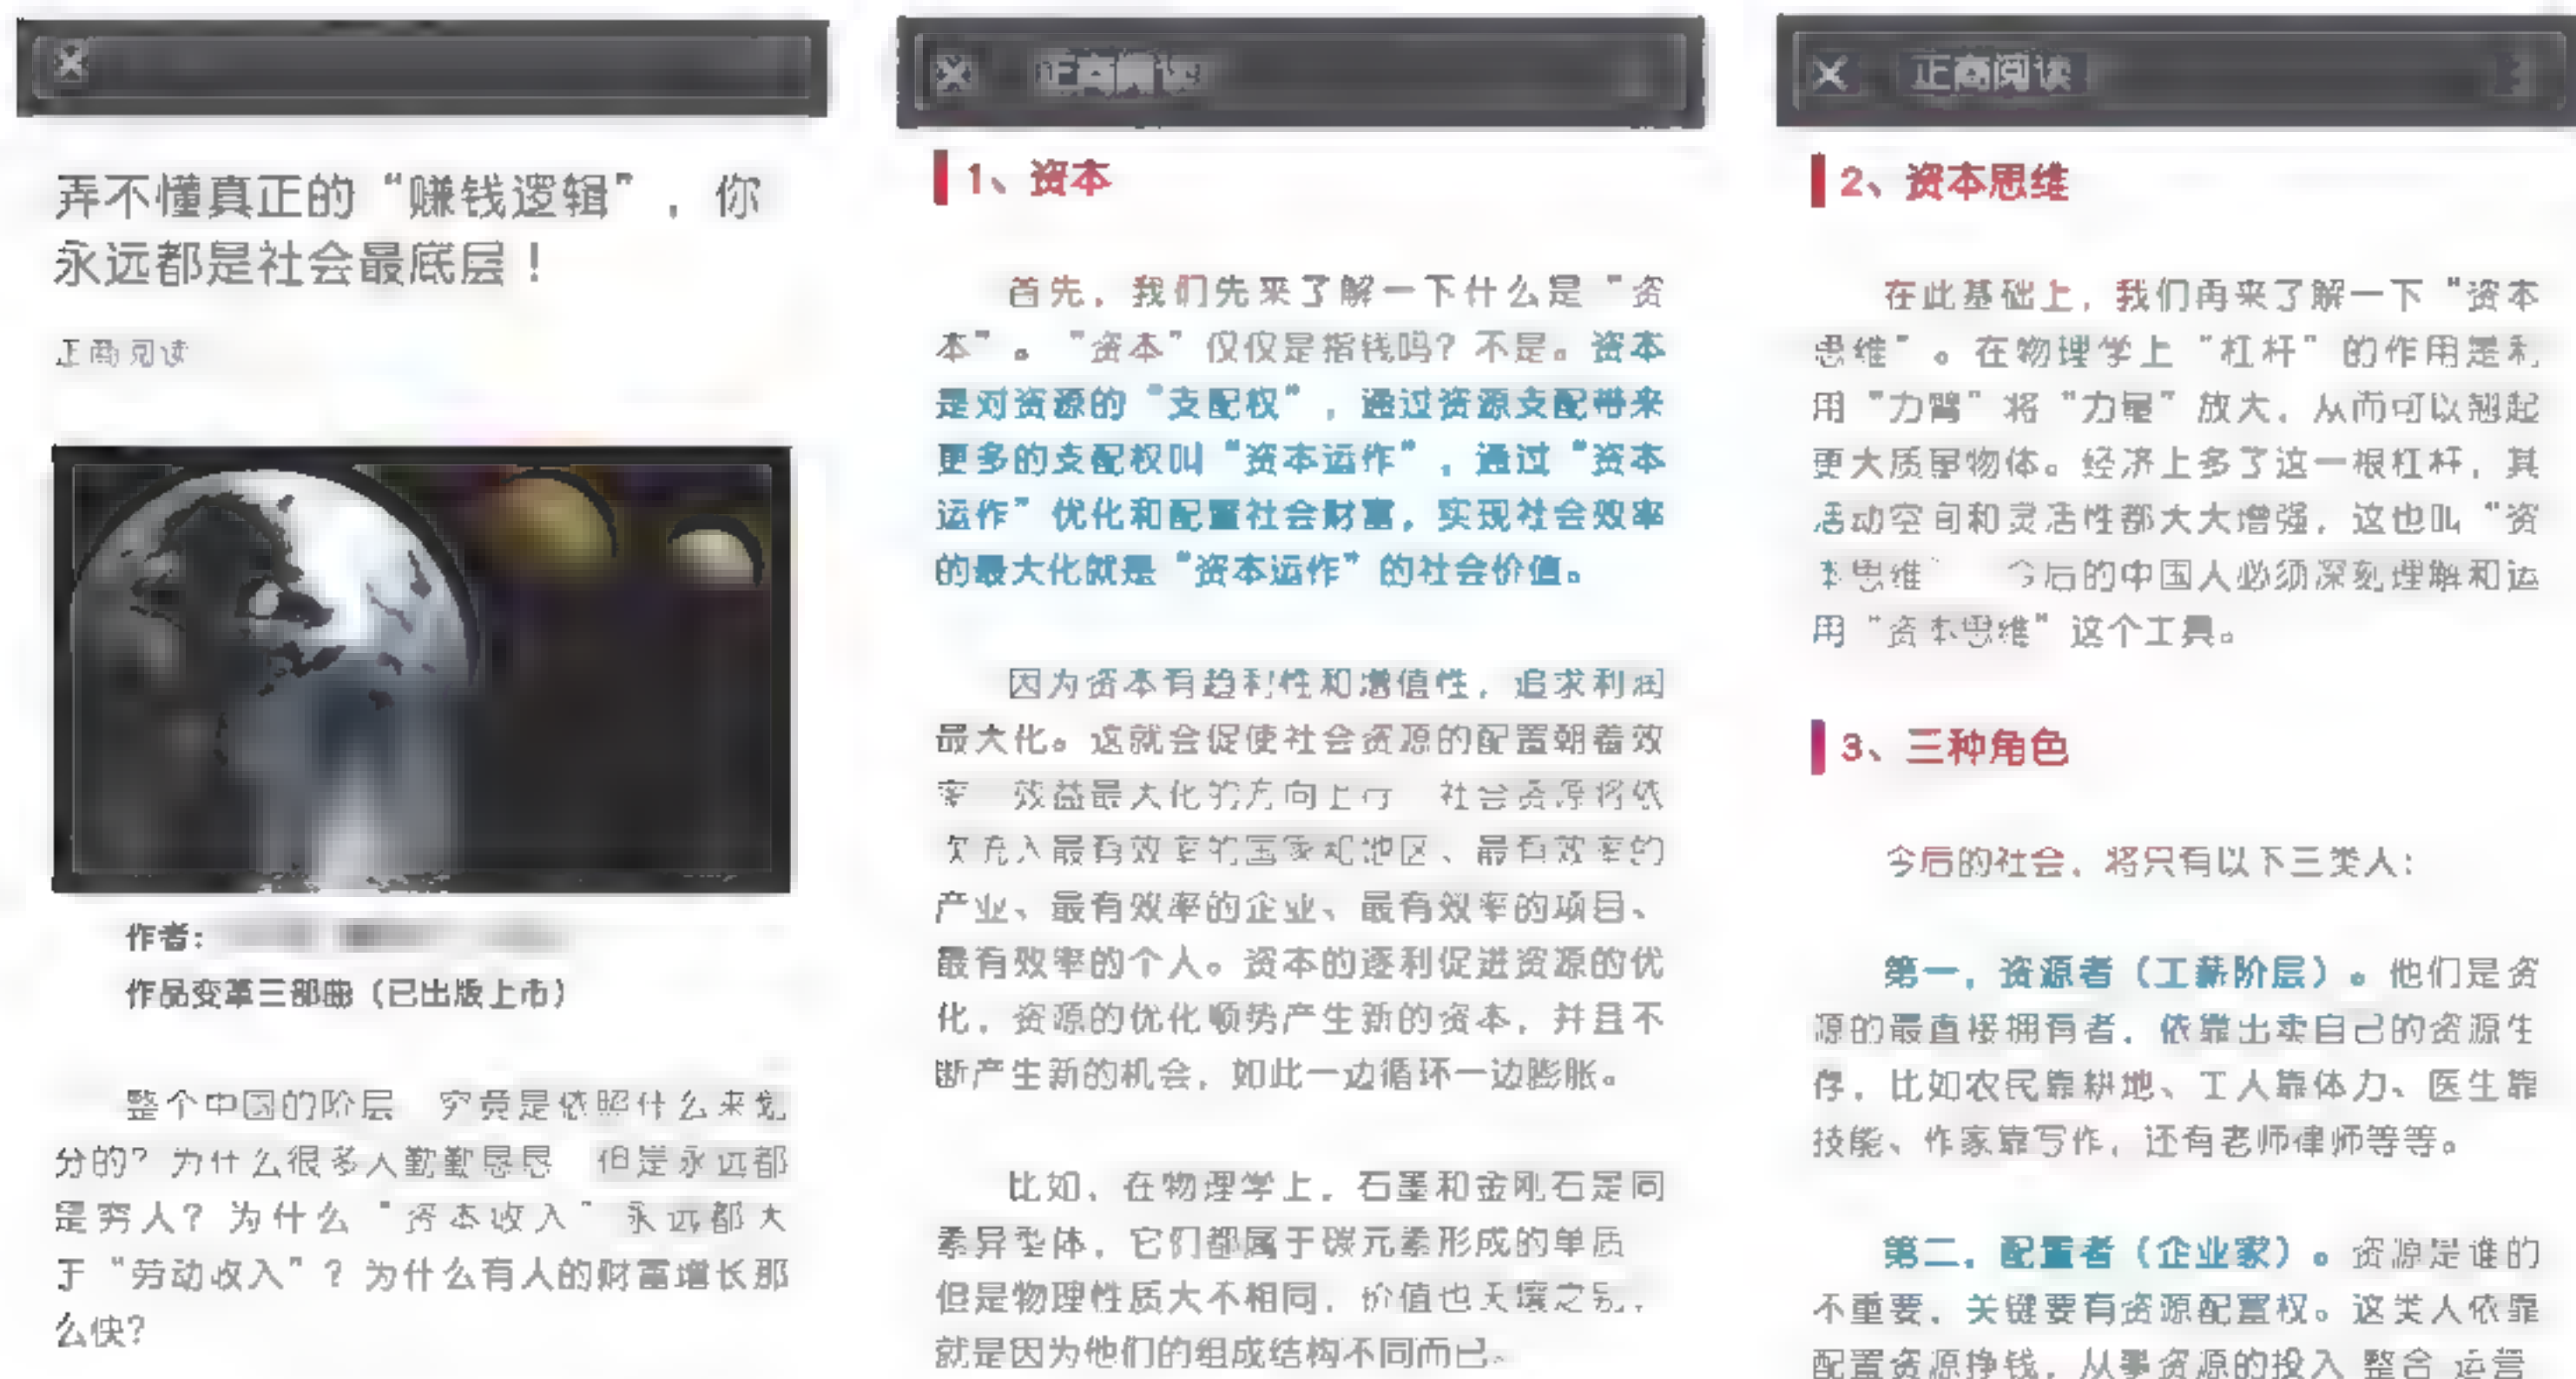 弄不懂真正的“赚钱逻辑”，你
永远都是社会最底层！
正商阅读
作者：
作品变革三部曲（已出版上市）
整个中国的阶层 究竟是依照什么来划
分的？为什么很多人勤勤恳恳 但是永远都
是穷人？为什么“资本收入”永远都大
于“劳动收入”？为什么有人的财富增长那
么快？
正商阅读
1、资本
首先，我们先来了解一下什么是“资
本”。“资本”仅仅是指钱吗？不是。资本
是对资源的“支配权”，通过资源支配带来
更多的支配权叫“资本运作”，通过“资本
运作”优化和配置社会财富，实现社会效率
的最大化就是“资本运作”的社会价值。
因为资本有趋利性和增值性，追求利润
最大化。这就会促使社会资源的配置朝着效
率 效益最大化的方向上行 社会资源将依
次流入最有效率的国家和地区、最有效率的
产业、最有效率的企业、最有效率的项目、
最有效率的个人。资本的逐利促进资源的优
化，资源的优化顺势产生新的资本，并且不
断产生新的机会，如此一边循环一边膨胀。
比如，在物理学上，石墨和金刚石是同
素异型体，它们都属于碳元素形成的单质
但是物理性质大不相同，价值也天壤之别，
就是因为他们的组成结构不同而已。
正商阅读
2、资本思维
在此基础上，我们再来了解一下“资本
思维”。在物理学上“杠杆”的作用是利
用“力臂”将“力量”放大，从而可以翘起
更大质量物体。经济上多了这一根杠杆，其
活动空间和灵活性都大大增强，这也叫“资
本思维” 今后的中国人必须深刻理解和运
用“资本思维”这个工具。
3、三种角色
今后的社会，将只有以下三类人：
第一，资源者（工薪阶层）。他们是资
源的最直接拥有者，依靠出卖自己的资源生
存，比如农民靠耕地、工人靠体力、医生靠
技能、作家靠写作，还有老师律师等等。
第二，配置者（企业家）。资源是谁的
不重要，关键要有资源配置权。这类人依靠
配置资源挣钱，从事资源的投入 整合 运营